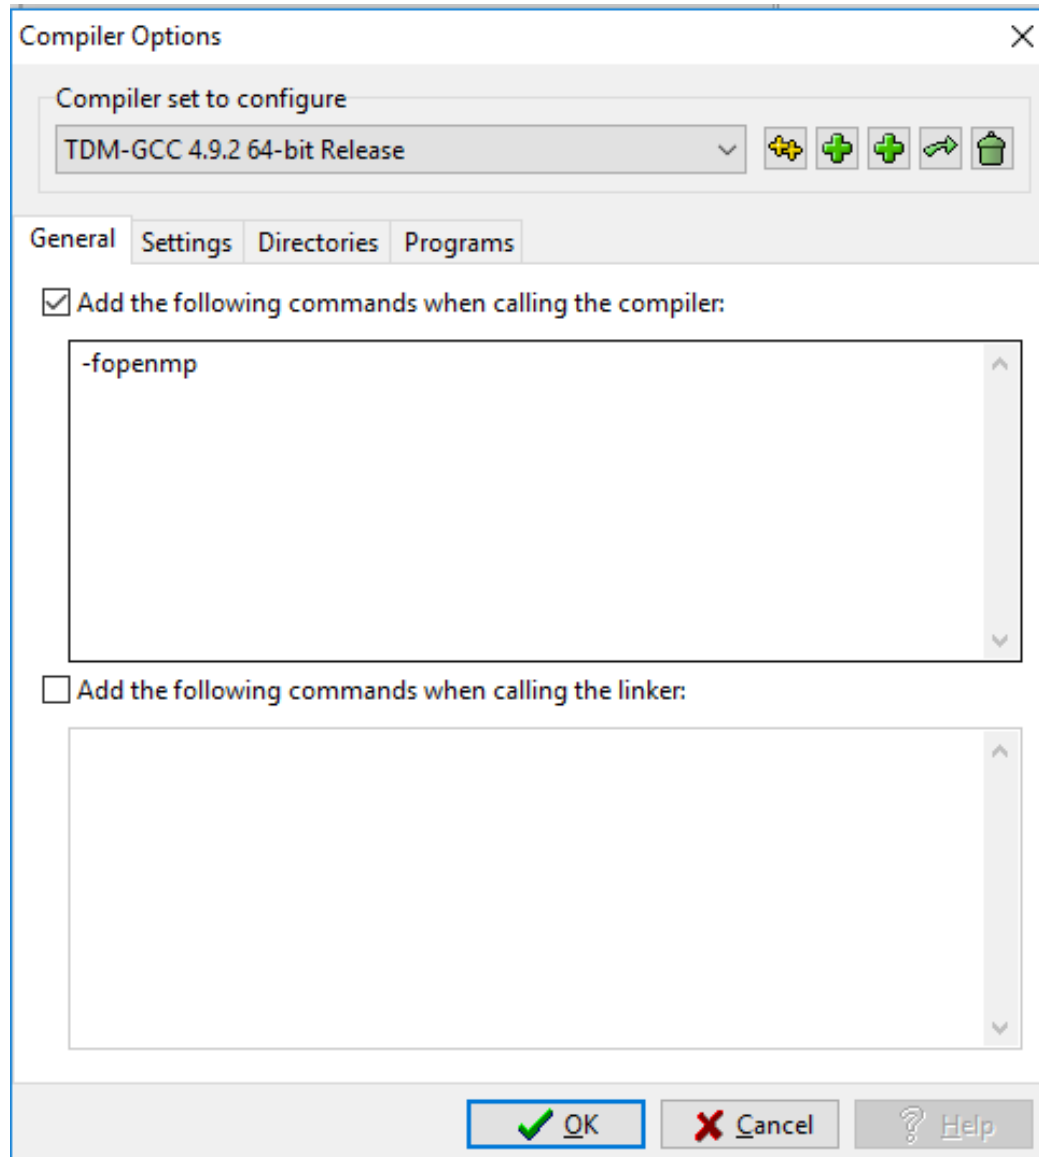 Compiler Options
Compiler set to configure
TDM-GCC 4.9.2 64-bit Release
General Settings Directories Programs
Add the following commands when calling the compiler:
-fopenmp
Add the following commands when calling the linker:
OK Cancel Help